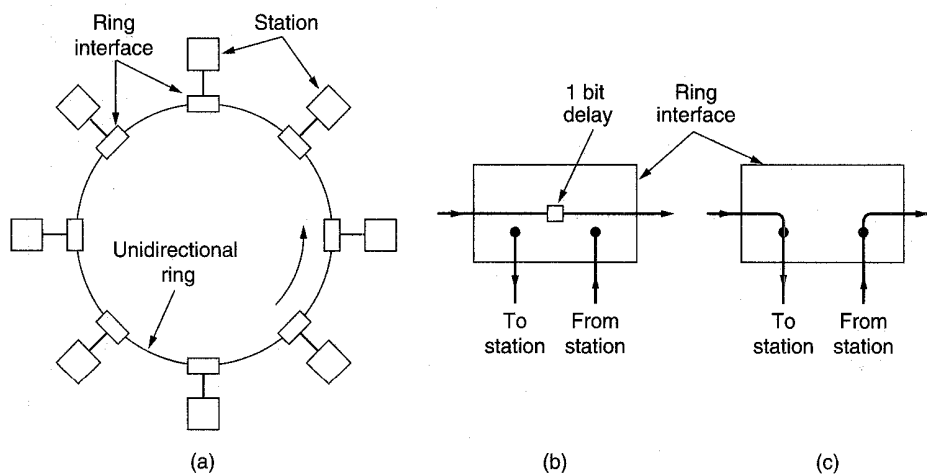 Ring
interface
Station
Unidirectional
ring
(a)
1 bit
delay
Ring
interface
To
station
From
station
(b)
To
station
From
station
(c)